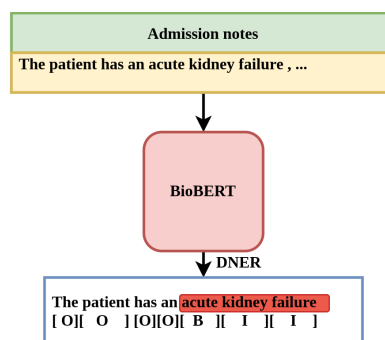 Admission notes
The patient has an acute kidney failure , ...
BioBERT
DNER
The patient has an acute kidney failure
[ O][ O ] [O][O][ B ][ I ][ I ]